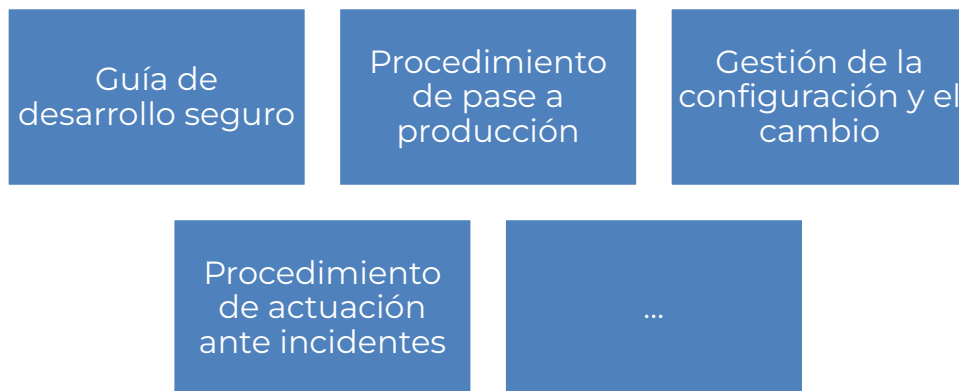 Guía de
desarrollo seguro
Procedimiento
de pase a
producción
Gestión de la
configuración y el
cambio
Procedimiento
de actuación
ante incidentes
...